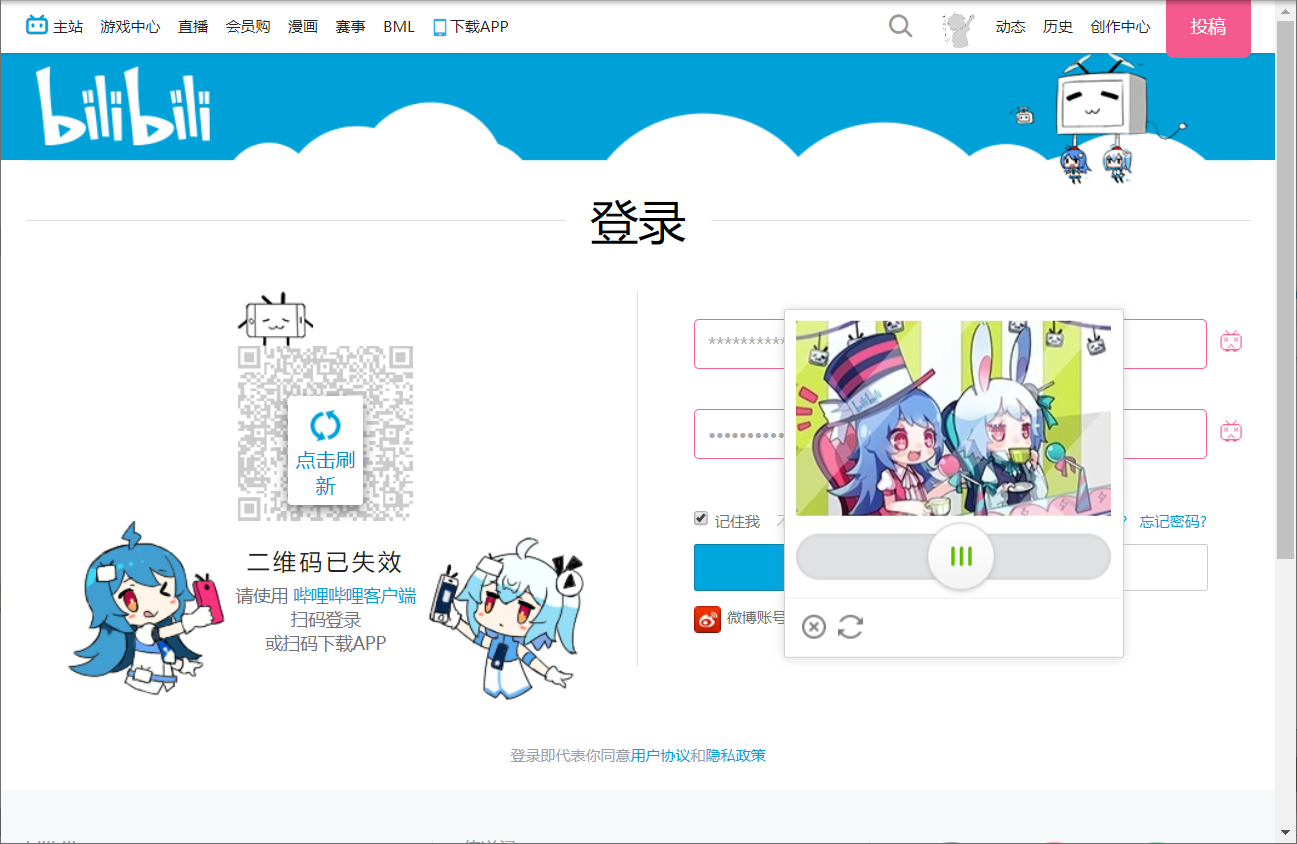 主站 游戏中心 直播 会员购 漫画 赛事 BML 下载APP 动态 历史 创作中心 投稿
bilibili
登录
点击刷
新
二维码已失效
请使用 哔哩哔哩客户端
扫码登录
或扫码下载APP
***********
bilibili
记住我 忘记密码?
微博账号
登录即代表你同意用户协议和隐私政策